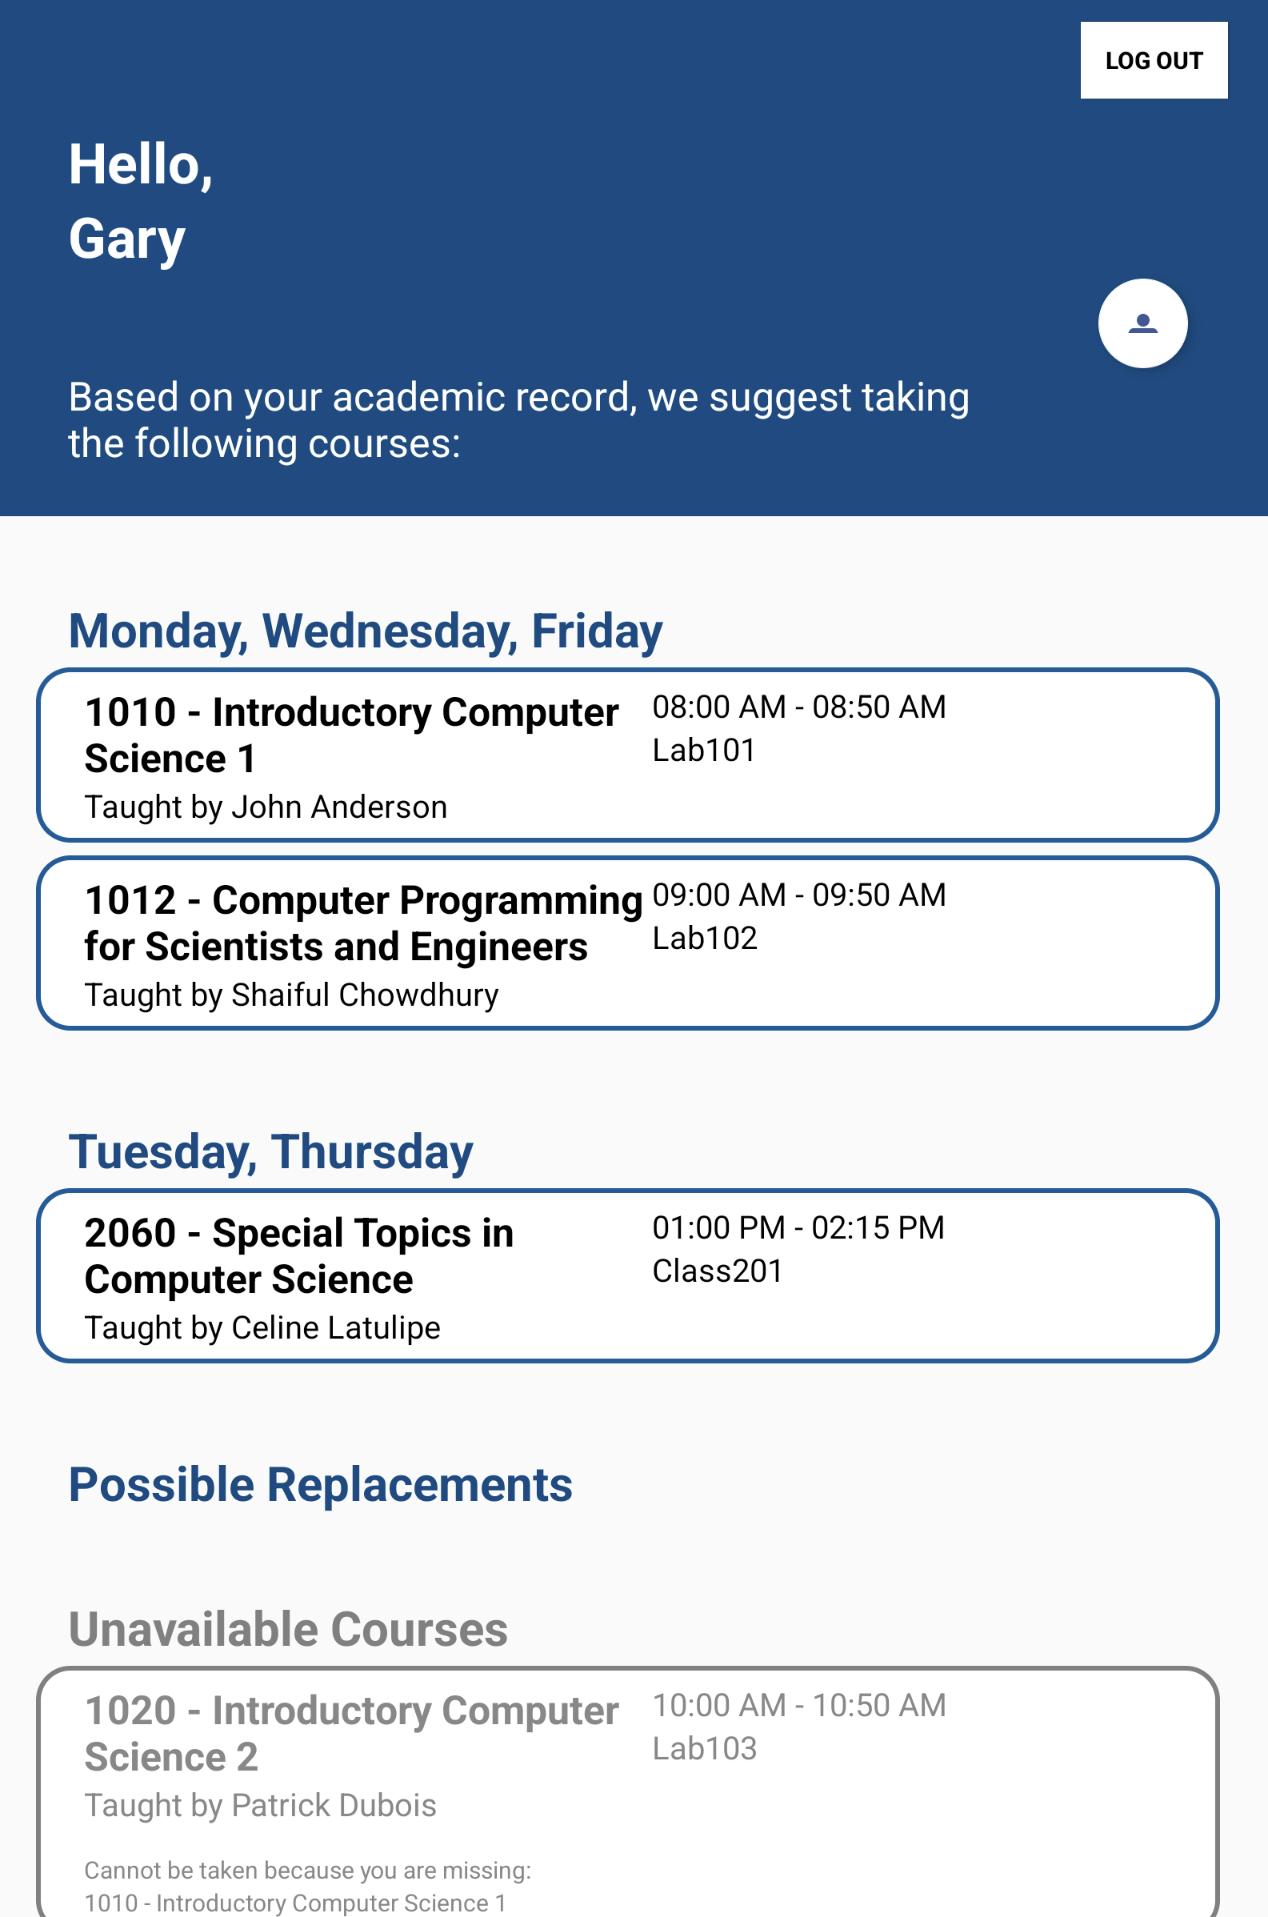 LOG OUT
Hello,
Gary
Based on your academic record, we suggest taking
the following courses:
Monday, Wednesday, Friday
1010 - Introductory Computer
Science 1
Taught by John Anderson
08:00 AM - 08:50 AM
Lab101
1012 - Computer Programming
for Scientists and Engineers
Taught by Shaiful Chowdhury
09:00 AM - 09:50 AM
Lab102
Tuesday, Thursday
2060 - Special Topics in
Computer Science
Taught by Celine Latulipe
01:00 PM - 02:15 PM
Class201
Possible Replacements
Unavailable Courses
1020 - Introductory Computer
Science 2
Taught by Patrick Dubois
10:00 AM - 10:50 AM
Lab103
Cannot be taken because you are missing:
1010 - Introductory Computer Science 1